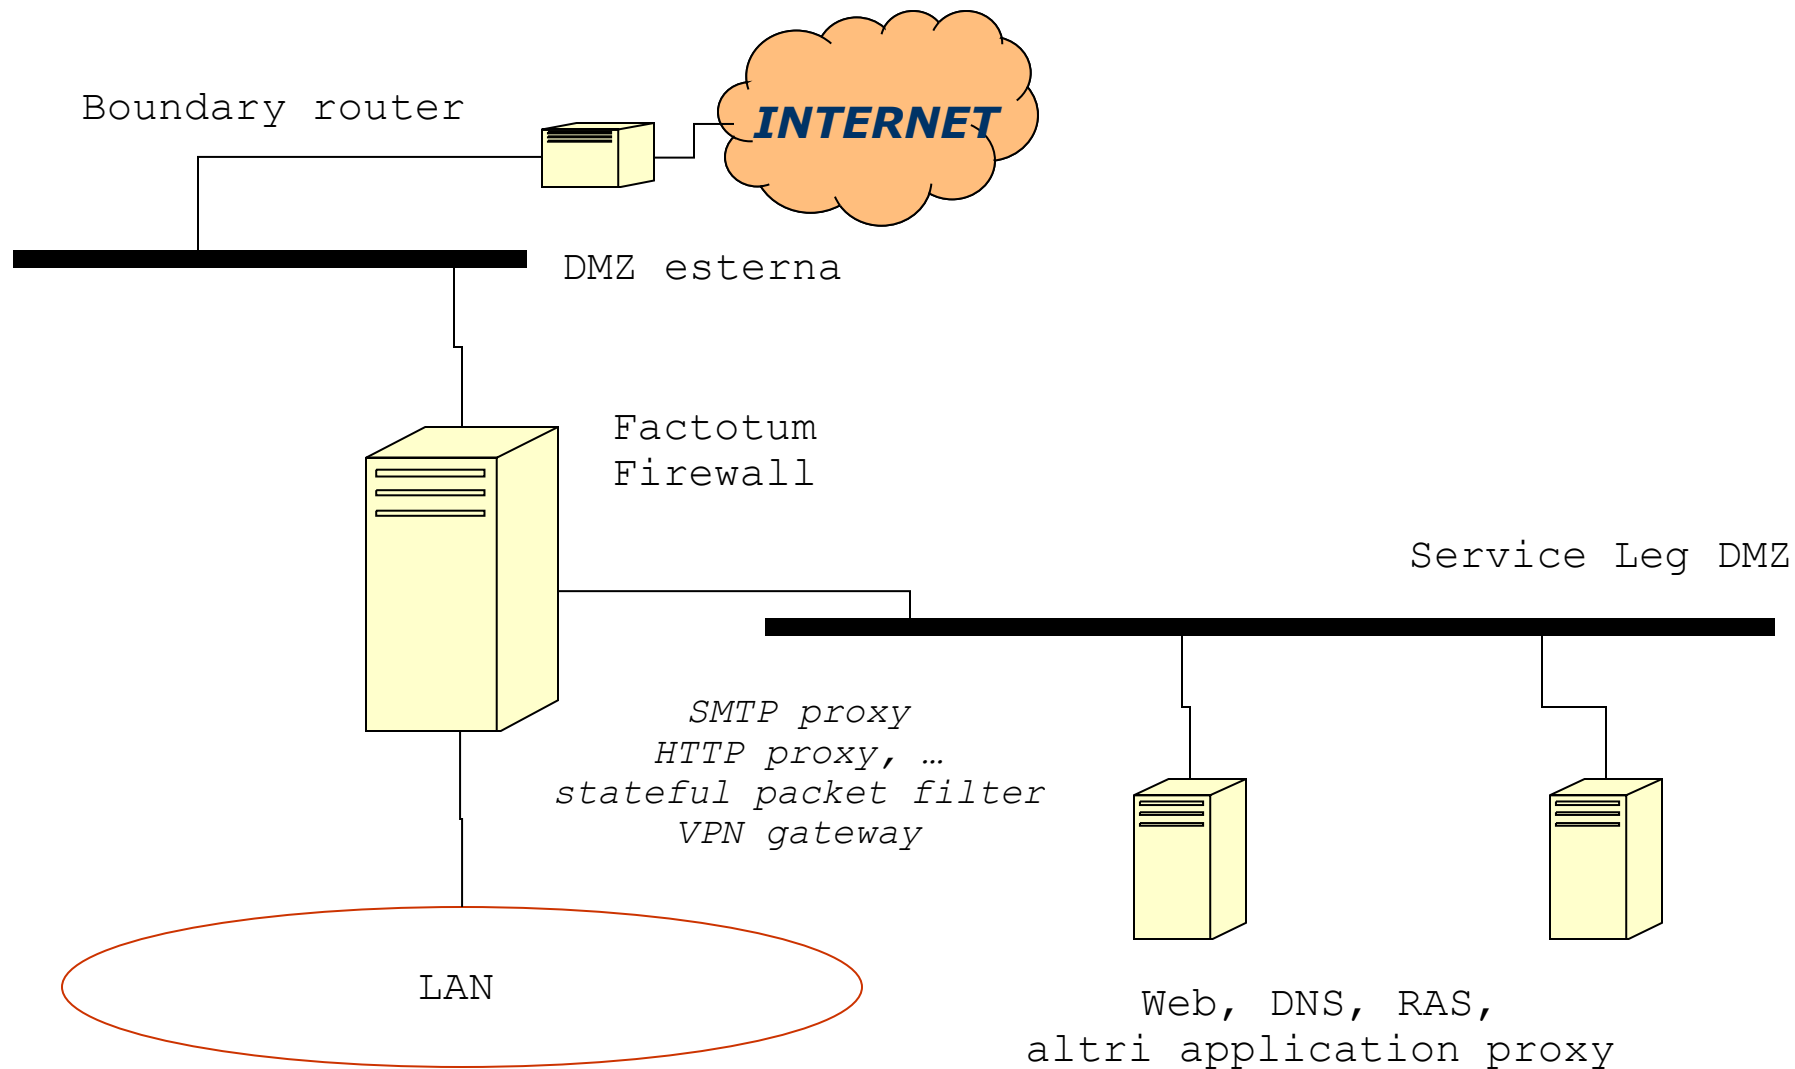 Boundary router
INTERNET
DMZ esterna
Factotum
Firewall
Service Leg DMZ
SMTP proxy
HTTP proxy, …
stateful packet filter
VPN gateway
LAN
Web, DNS, RAS,
altri application proxy